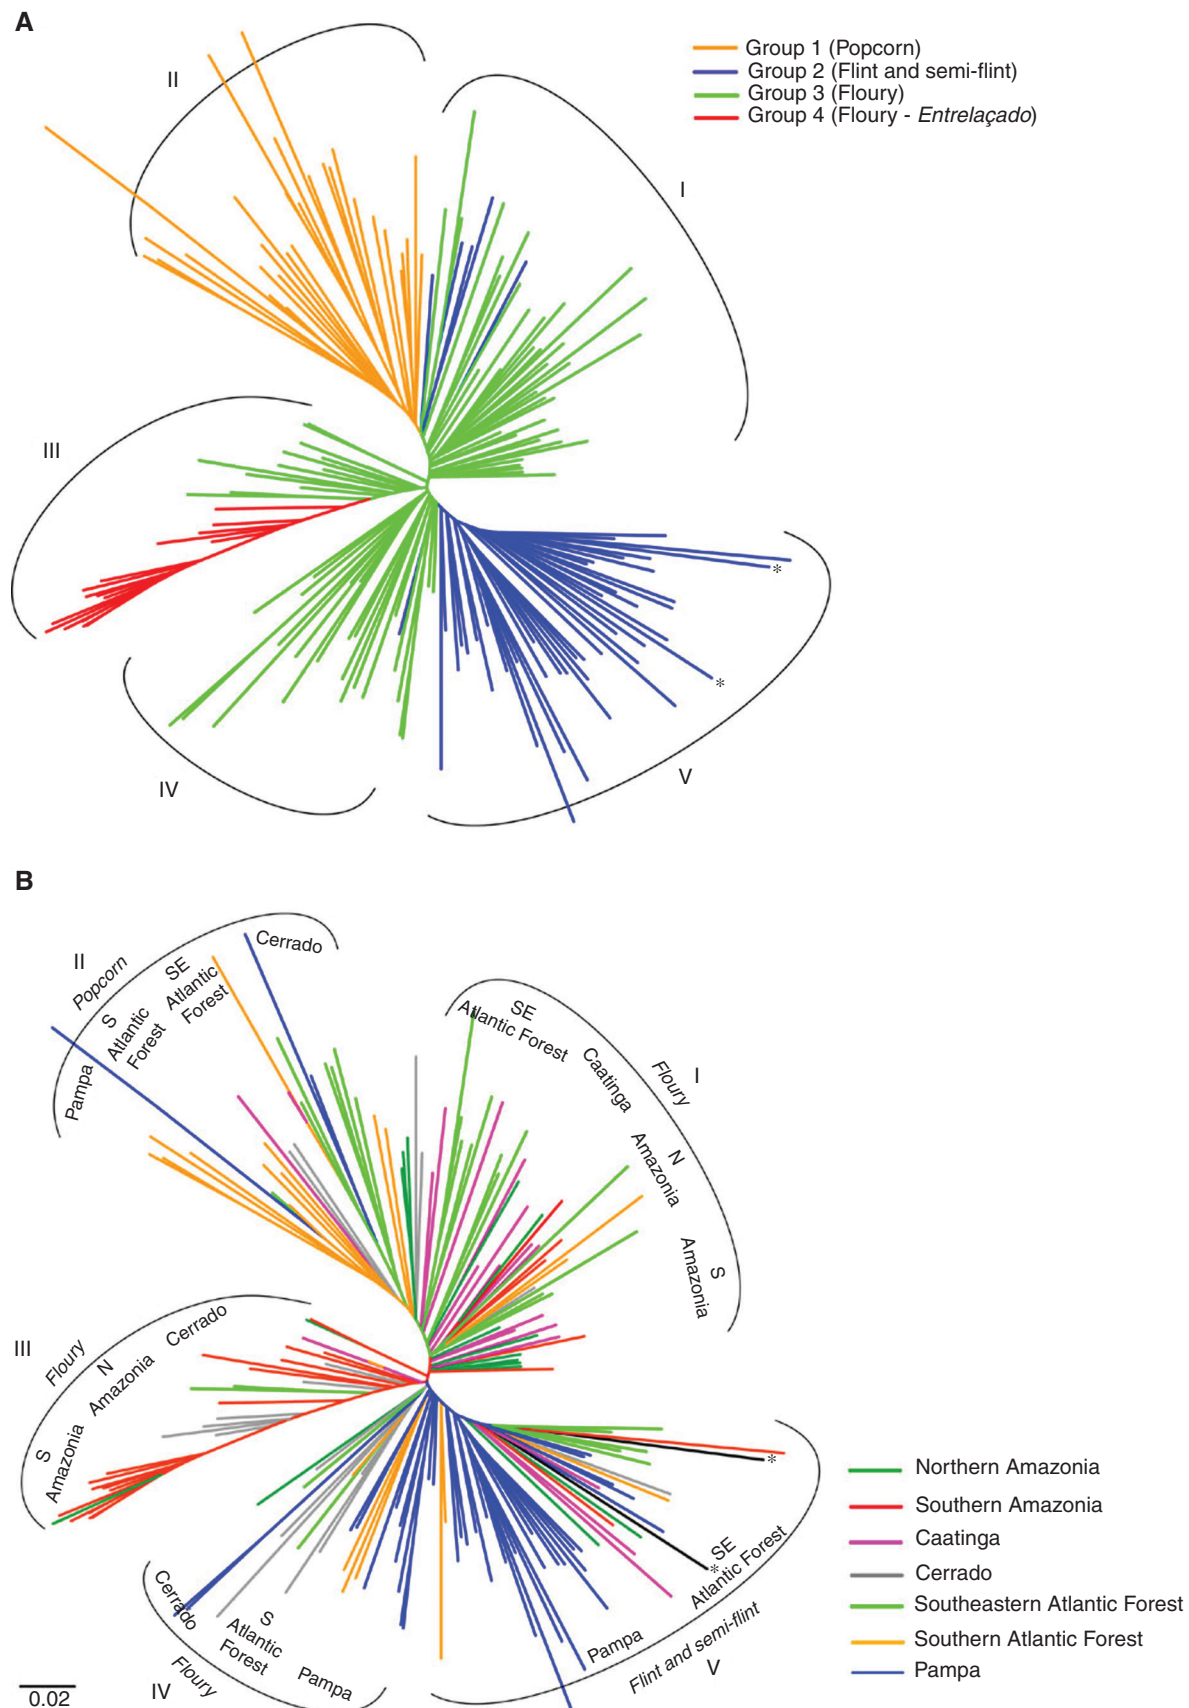 A
Group 1 (Popcorn)
Group 2 (Flint and semi-flint)
Group 3 (Floury)
Group 4 (Floury - Entrelaçado)
II
I
III
*
*
IV
V
B
II
Popcorn
Pampa
S
Atlantic
Forest
SE
Atlantic
Forest
Cerrado
SE
Atlantic Forest
Caatinga
Floury
I
N
Amazonia
S
Amazonia
III
Floury
S
Amazonia
N
Amazonia
Cerrado
*
*
SE
Atlantic Forest
Pampa
Flint and semi-flint
V
Cerrado
S
Atlantic
Forest
Pampa
Floury
IV
Northern Amazonia
Southern Amazonia
Caatinga
Cerrado
Southeastern Atlantic Forest
Southern Atlantic Forest
Pampa
0.02